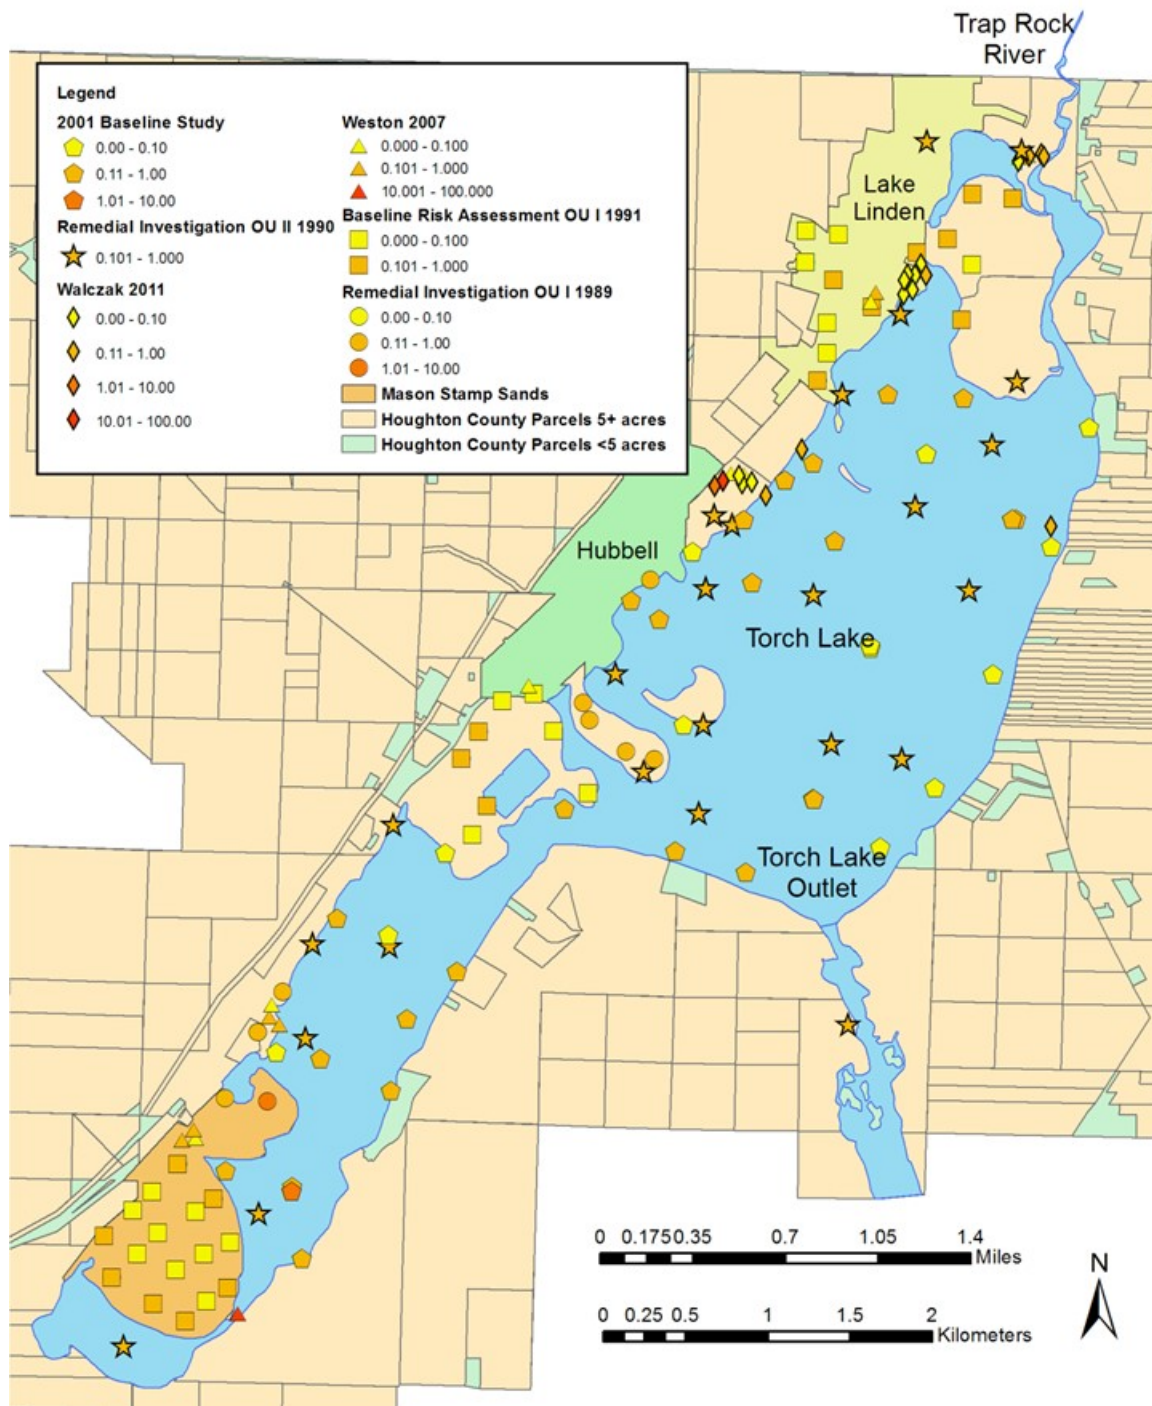 Trap Rock
River
Legend
2001 Baseline Study
0.00 - 0.10
0.11 - 1.00
1.01 - 10.00
Remedial Investigation OU II 1990
0.101 - 1.000
Walczak 2011
0.00 - 0.10
0.11 - 1.00
1.01 - 10.00
10.01 - 100.00
Weston 2007
0.000 - 0.100
0.101 - 1.000
10.001 - 100.000
Baseline Risk Assessment OU I 1991
0.000 - 0.100
0.101 - 1.000
Remedial Investigation OU I 1989
0.00 - 0.10
0.11 - 1.00
1.01 - 10.00
Mason Stamp Sands
Houghton County Parcels 5+ acres
Houghton County Parcels <5 acres
Lake
Linden
Hubbell
Torch Lake
Torch Lake
Outlet
0 0.175 0.35 0.7 1.05 1.4
Miles
0 0.25 0.5 1 1.5 2
Kilometers
N